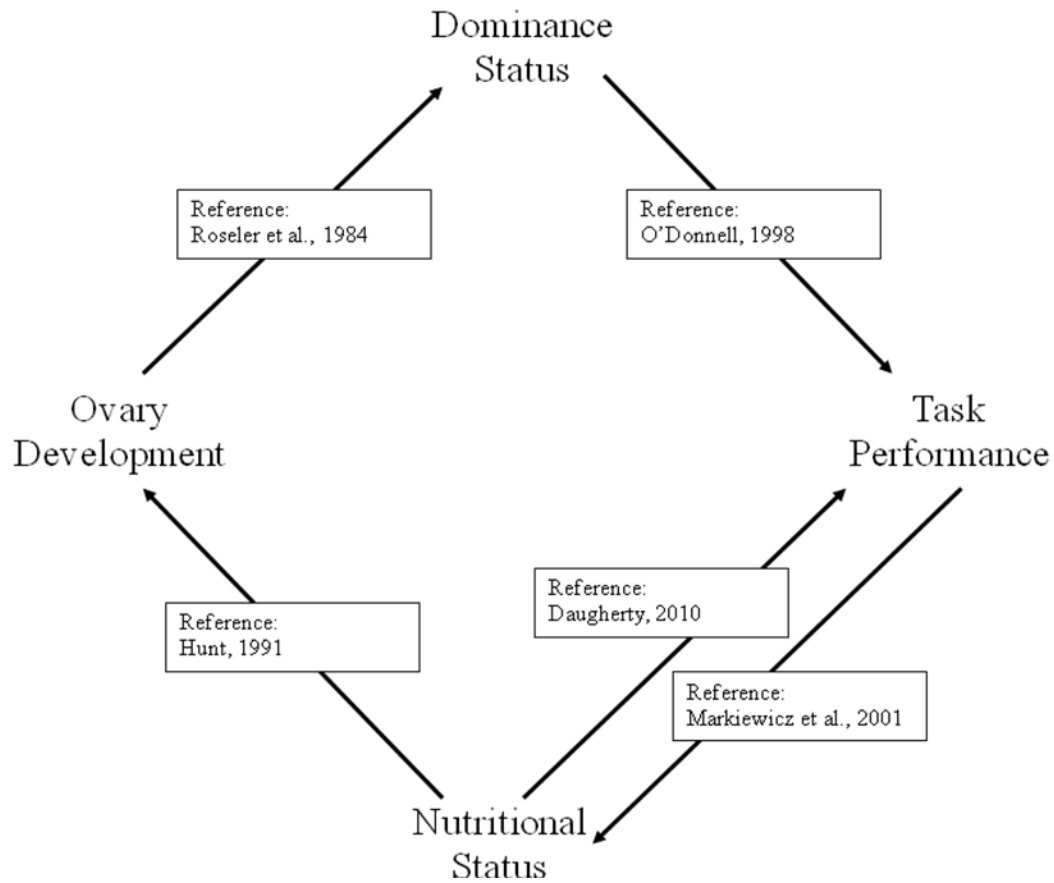 Dominance
Status
Reference:
Roseler et al., 1984
Reference:
O'Donnell, 1998
Ovary
Development
Task
Performance
Reference:
Daugherty, 2010
Reference:
Hunt, 1991
Reference:
Markiewicz et al., 2001
Nutritional
Status